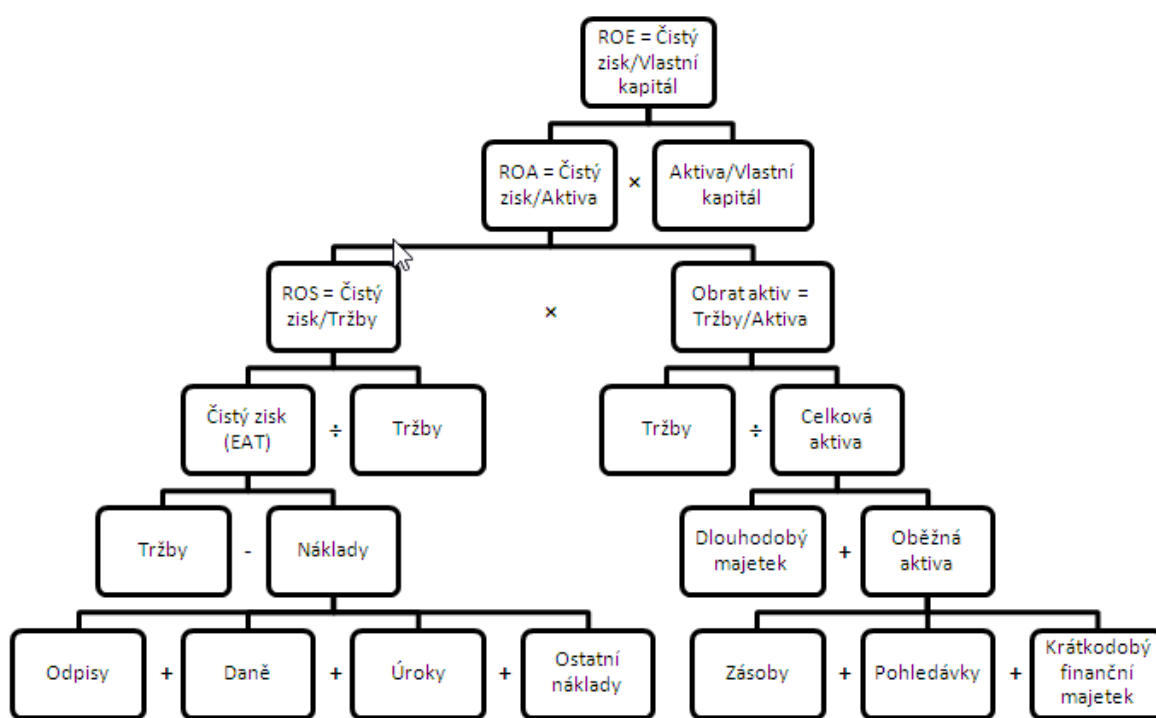 ROE = Čistý
zisk/Vlastní
kapitál
ROA = Čistý
zisk/Aktiva
×
Aktiva/Vlastní
kapitál
ROS = Čistý
zisk/Tržby
×
Obrat aktiv =
Tržby/Aktiva
Čistý zisk
(EAT)
÷
Tržby
Tržby
÷
Celková
aktiva
Tržby
-
Náklady
Dlouhodobý
majetek
+
Oběžná
aktiva
Odpisy
+
Daně
+
Úroky
+
Ostatní
náklady
Zásoby
+
Pohledávky
+
Krátkodobý
finanční
majetek